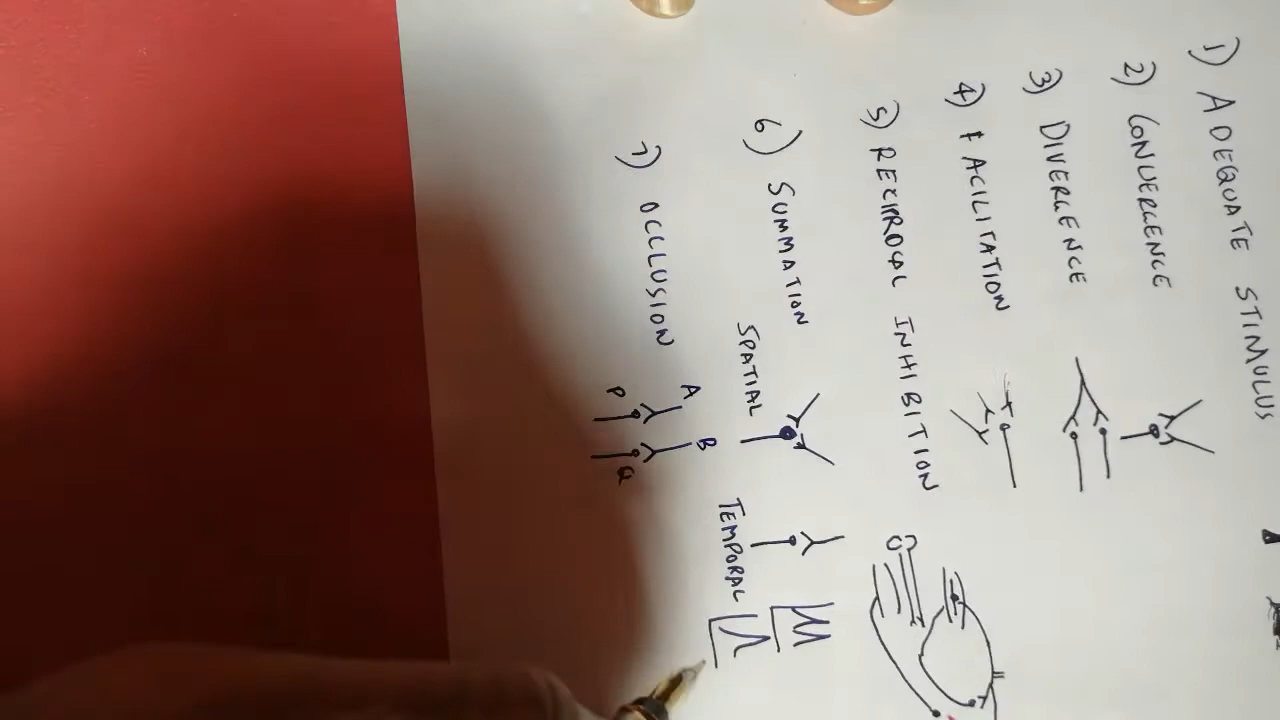 1) ADEQUATE STIMULUS
2) CONVERGENCE
3) DIVERGENCE
4) FACILITATION
5) RECIPROCAL INHIBITION
6) SUMMATION
SPATIAL
TEMPORAL
7) OCCLUSION
A B
P Q